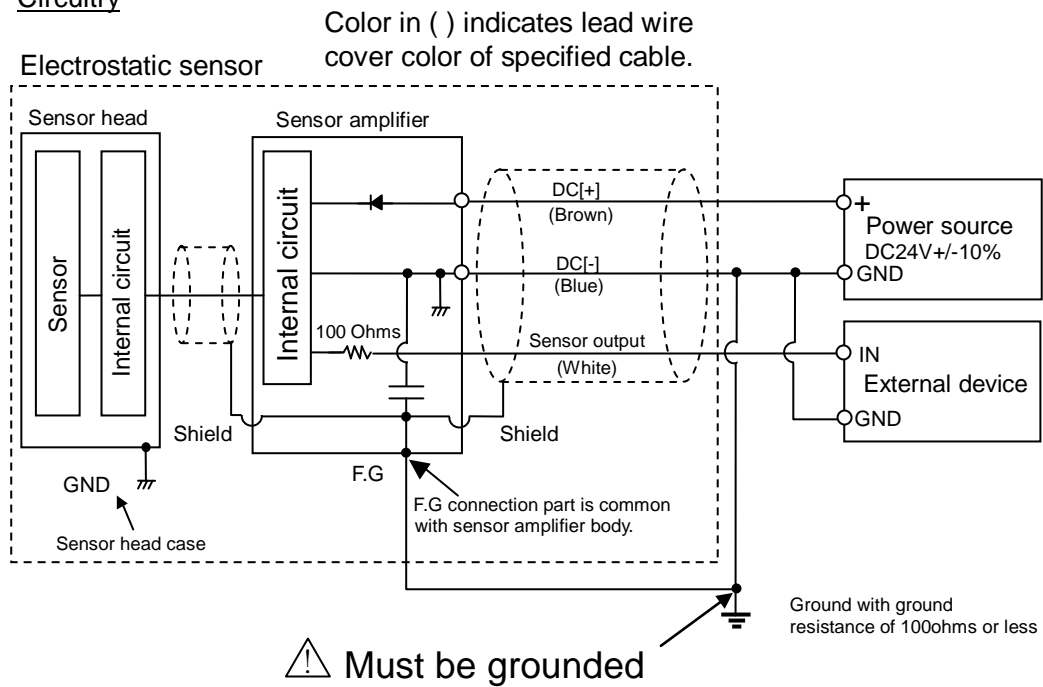 Circuitry
Color in ( ) indicates lead wire
cover color of specified cable.
Electrostatic sensor
Sensor head
Sensor amplifier
Sensor
Internal circuit
Internal circuit
DC[+]
(Brown)
DC[-]
(Blue)
100 Ohms
Sensor output
(White)
+
Power source
DC24V+/-10%
GND
IN
External device
GND
Shield
Shield
F.G
GND
F.G connection part is common
with sensor amplifier body.
Sensor head case
Ground with ground
resistance of 100ohms or less
! Must be grounded